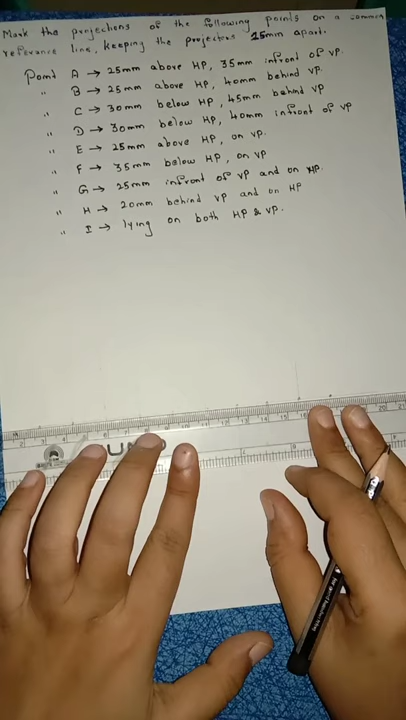 Mark the projections of the following points on a common
reference line, keeping the projectors 25mm apart.
Point A → 25mm above HP, 35mm infront of VP.
" B → 25mm above HP, 40mm behind VP.
" C → 30mm below HP, 45mm behind VP
" D → 30mm below HP, 40mm infront of VP
" E → 25mm above HP, on VP.
" F → 35mm below HP, on VP
" G → 25mm infront of VP and on HP.
" H → 20mm behind VP and on HP
" I → lying on both HP & VP.